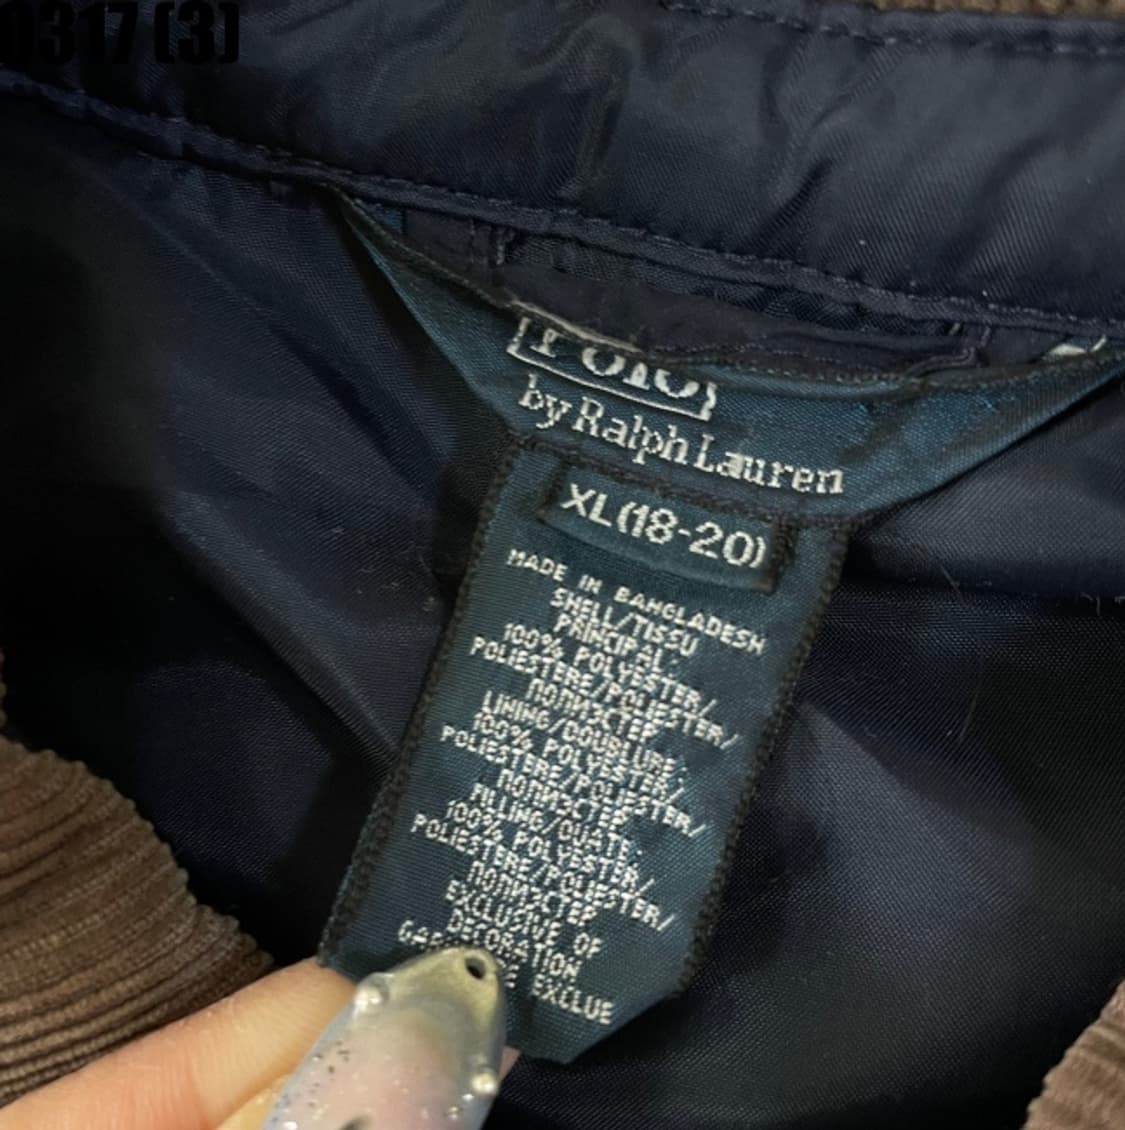 0317 (3)
Polo
by Ralph Lauren
XL(18-20)
MADE IN BANGLADESH
SHELL/TISSU
PRINCIPAL:
100% POLYESTER/
POLIESTERE/POLIESTER/
ПОЛИЭСТЕР
LINING/DOUBLURE:
100% POLYESTER/
POLIESTERE/POLIESTER/
ПОЛИЭСТЕР
FILLING/OUATE:
100% POLYESTER/
POLIESTERE/POLIESTER/
ПОЛИЭСТЕР
EXCLUSIVE OF
DECORATION
EXCLUE